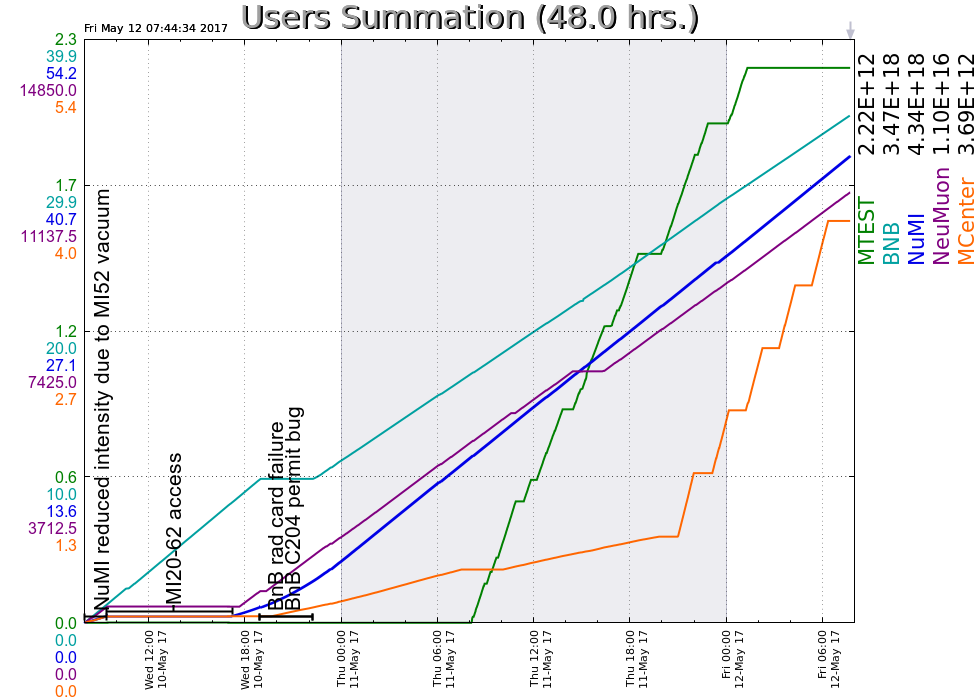 Users Summation (48.0 hrs.)
Fri May 12 07:44:34 2017
2.3
39.9
54.2
14850.0
5.4
1.7
29.9
40.7
11137.5
4.0
1.2
20.0
27.1
7425.0
2.7
0.6
10.0
13.6
3712.5
1.3
0.0
0.0
0.0
0.0
0.0
NuMI reduced intensity due to MI52 vacuum
MI20-62 access
BnB rad card failure
BnB C204 permit bug
Wed 12:00
10-May 17
Wed 18:00
10-May 17
Thu 00:00
11-May 17
Thu 06:00
11-May 17
Thu 12:00
11-May 17
Thu 18:00
11-May 17
Fri 00:00
12-May 17
Fri 06:00
12-May 17
MTEST 2.22E+12
BNB 3.47E+18
NuMI 4.34E+18
NeuMuon 1.10E+16
MCenter 3.69E+12